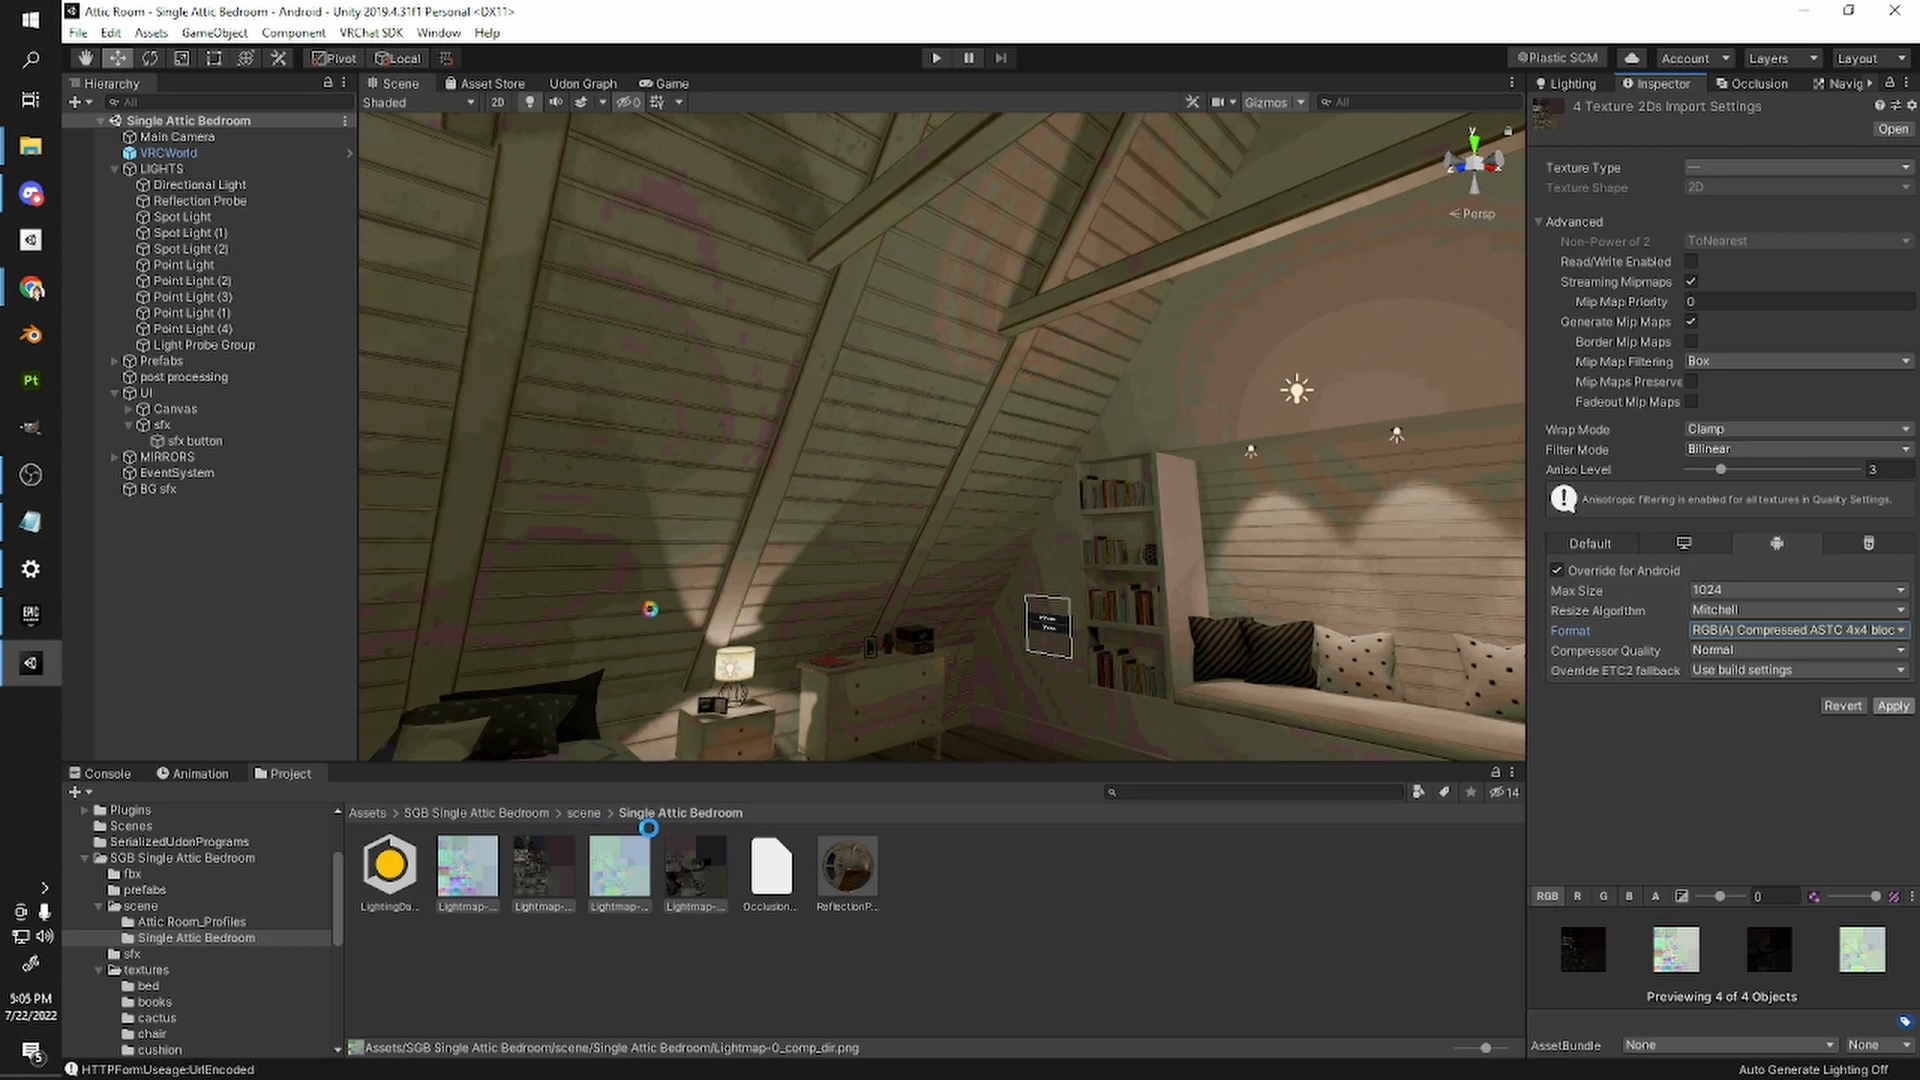 Attic Room - Single Attic Bedroom - Android - Unity 2019.4.31f1 Personal <DX11>
File Edit Assets GameObject Component VRChat SDK Window Help
Pivot Local Plastic SCM Account Layers Layout
Hierarchy
All
Single Attic Bedroom
Main Camera
VRCWorld
LIGHTS
Directional Light
Reflection Probe
Spot Light
Spot Light (1)
Spot Light (2)
Point Light
Point Light (2)
Point Light (3)
Point Light (1)
Point Light (4)
Light Probe Group
Prefabs
post processing
UI
Canvas
sfx
sfx button
MIRRORS
EventSystem
BG sfx
Scene Asset Store Udon Graph Game
Shaded 2D 0 Gizmos All
y
z x
Persp
Lighting Inspector Occlusion Navig
4 Texture 2Ds Import Settings
Open
Texture Type —
Texture Shape 2D
Advanced
Non-Power of 2 ToNearest
Read/Write Enabled
Streaming Mipmaps
Mip Map Priority 0
Generate Mip Maps
Border Mip Maps
Mip Map Filtering Box
Mip Maps Preserve
Fadeout Mip Maps
Wrap Mode Clamp
Filter Mode Bilinear
Aniso Level 3
Anisotropic filtering is enabled for all textures in Quality Settings.
Default
Override for Android
Max Size 1024
Resize Algorithm Mitchell
Format RGB(A) Compressed ASTC 4x4 bloc
Compressor Quality Normal
Override ETC2 fallback Use build settings
Revert Apply
RGB R G B A 0
Previewing 4 of 4 Objects
AssetBundle None None
Console Animation Project
14
Plugins
Scenes
SerializedUdonPrograms
SGB Single Attic Bedroom
fbx
prefabs
scene
Attic Room_Profiles
Single Attic Bedroom
sfx
textures
bed
books
cactus
chair
cushion
Assets > SGB Single Attic Bedroom > scene > Single Attic Bedroom
LightingDa... Lightmap-... Lightmap-... Lightmap-... Lightmap-... Occlusion... ReflectionP...
Assets/SGB Single Attic Bedroom/scene/Single Attic Bedroom/Lightmap-0_comp_dir.png
HTTPFormUseage:UrlEncoded
Auto Generate Lighting Off
Pt
EPIC
5:05 PM
7/22/2022
5